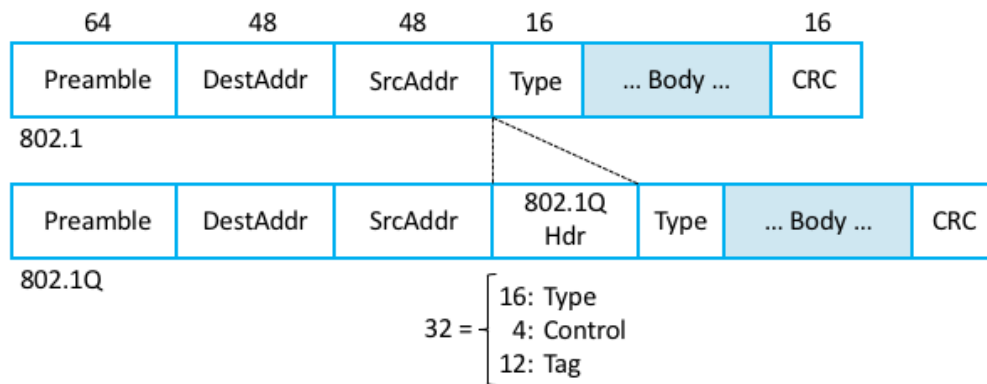 64 48 48 16 16
Preamble DestAddr SrcAddr Type ... Body ... CRC
802.1
Preamble DestAddr SrcAddr 802.1Q Hdr Type ... Body ... CRC
802.1Q
16: Type
32 = 4: Control
12: Tag